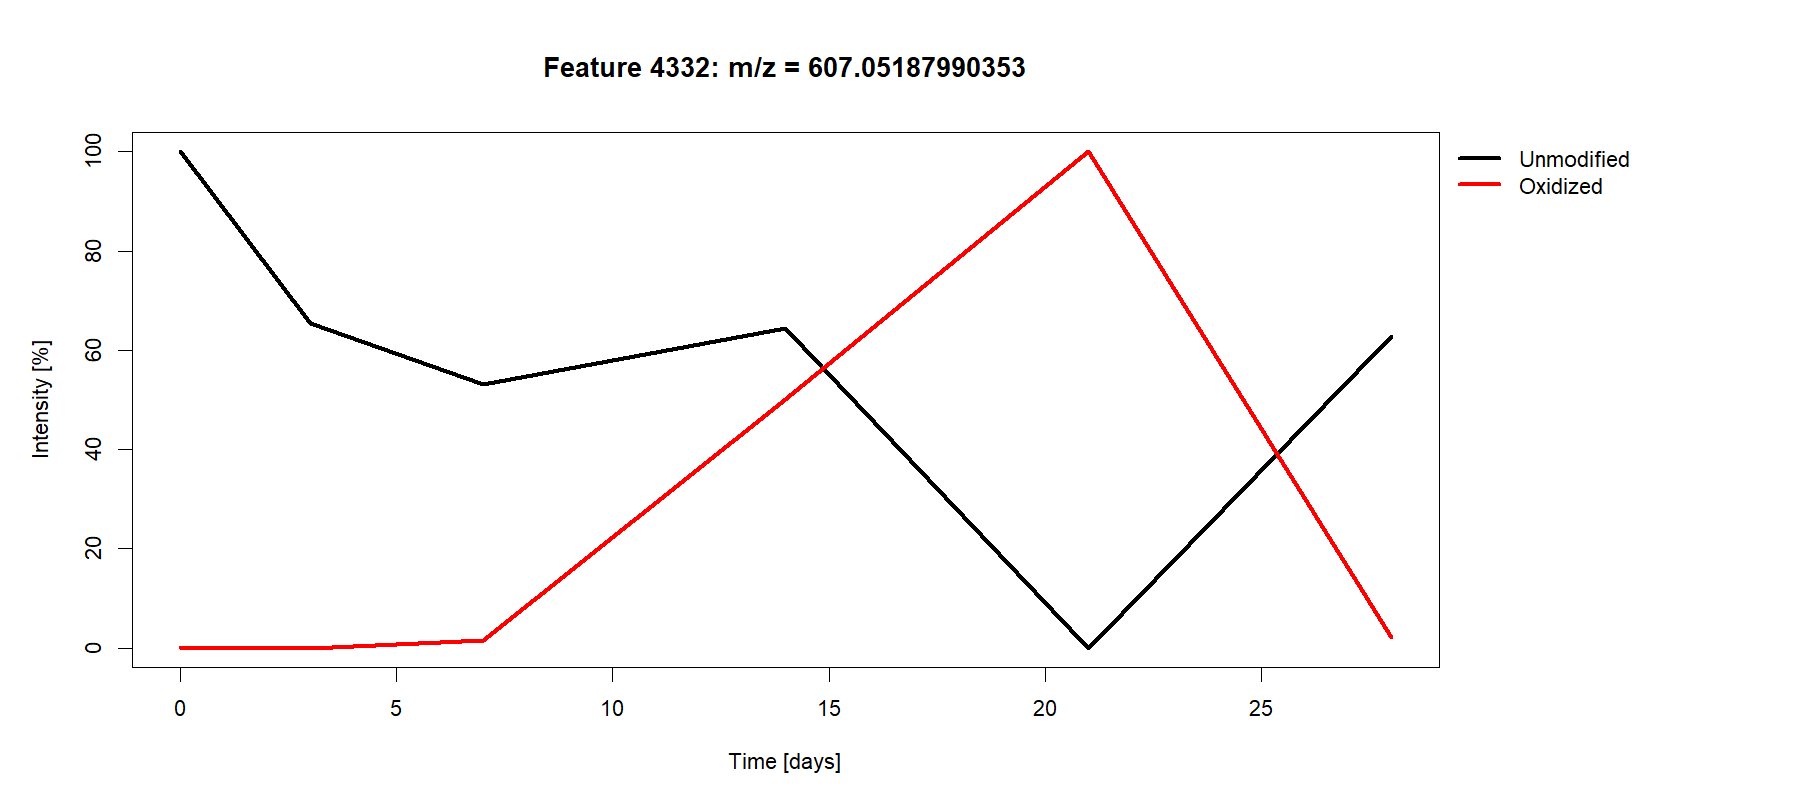 Feature 4332: m/z = 607.05187990353
Unmodified
Oxidized
Intensity [%]
100
80
60
40
20
0
0 5 10 15 20 25
Time [days]